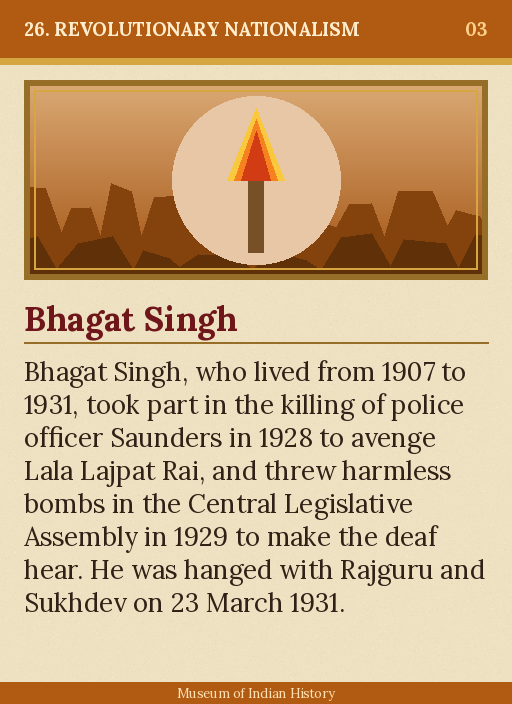 26. REVOLUTIONARY NATIONALISM 03
Bhagat Singh
Bhagat Singh, who lived from 1907 to
1931, took part in the killing of police
officer Saunders in 1928 to avenge
Lala Lajpat Rai, and threw harmless
bombs in the Central Legislative
Assembly in 1929 to make the deaf
hear. He was hanged with Rajguru and
Sukhdev on 23 March 1931.
Museum of Indian History